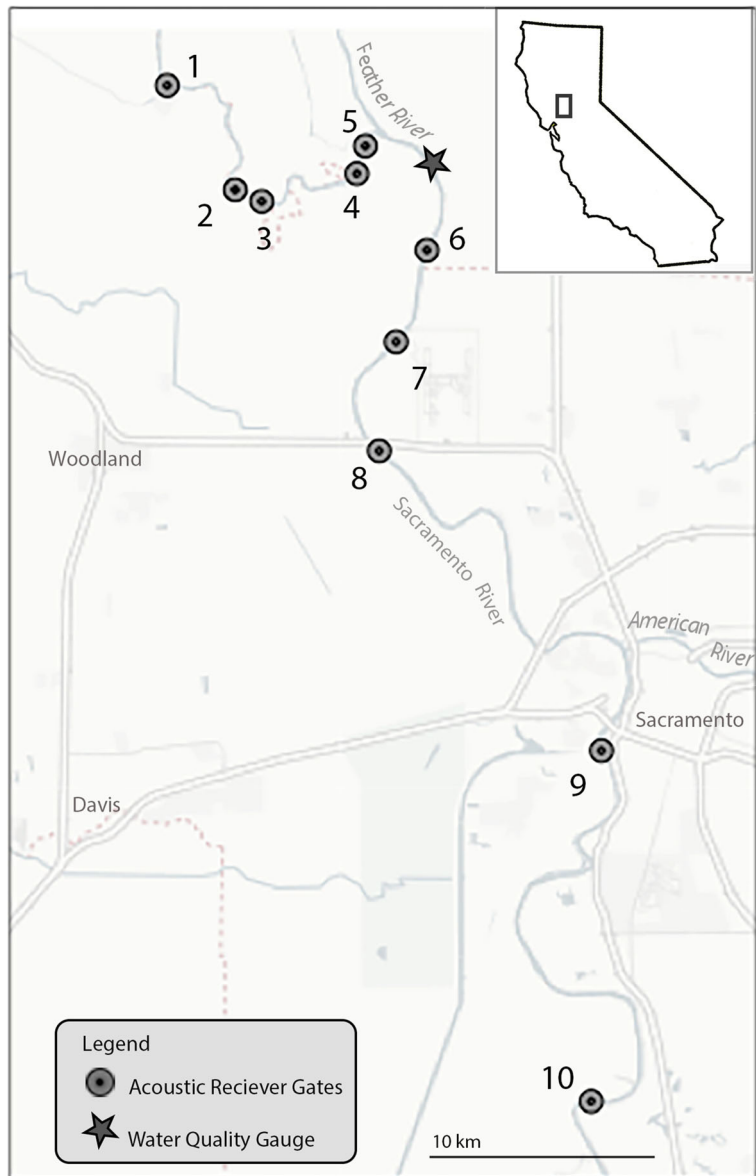 1
Feather River
5
2
3
4
6
7
Woodland
8
Sacramento River
American
River
Sacramento
9
Davis
Legend
Acoustic Reciever Gates
Water Quality Gauge
10
10 km